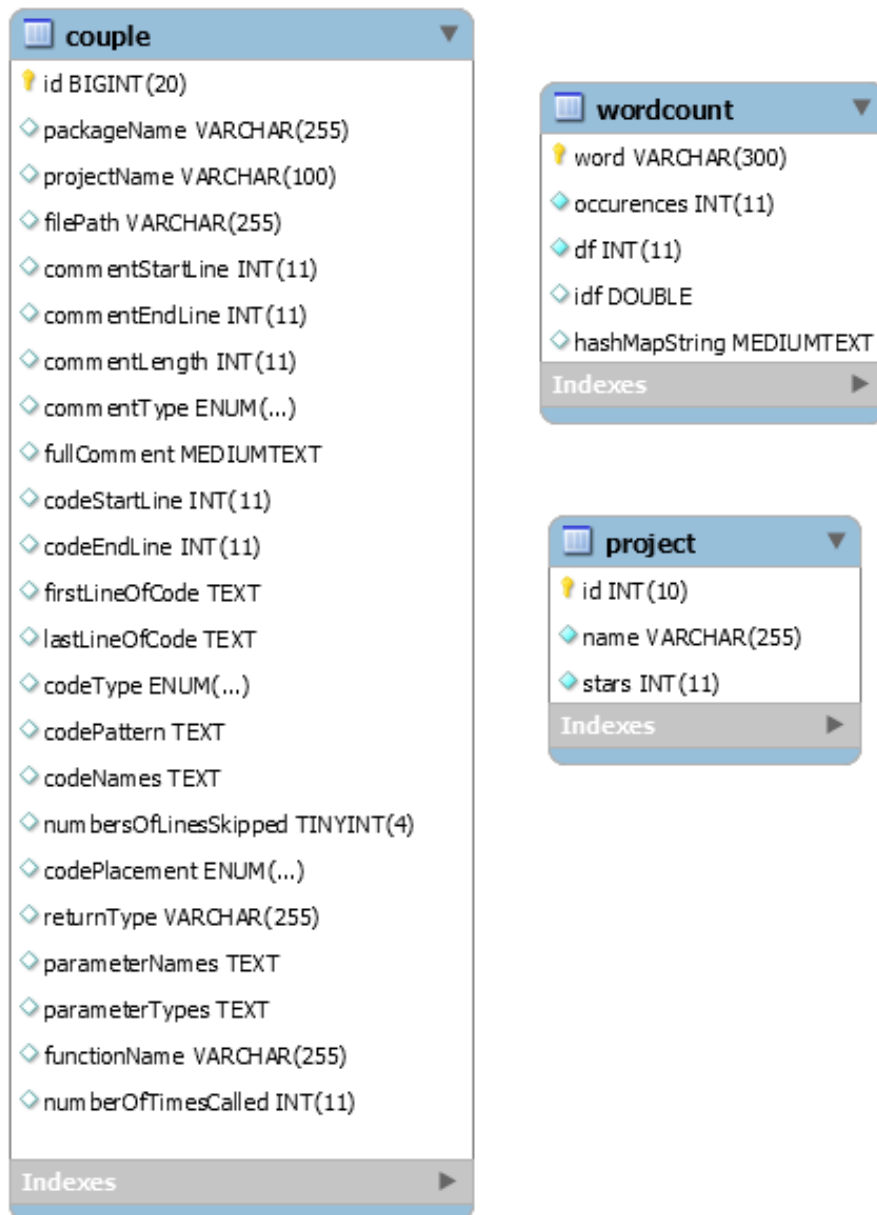 couple
id BIGINT(20)
packageName VARCHAR(255)
projectName VARCHAR(100)
filePath VARCHAR(255)
commentStartLine INT(11)
commentEndLine INT(11)
commentLength INT(11)
commentType ENUM(...)
fullComment MEDIUMTEXT
codeStartLine INT(11)
codeEndLine INT(11)
firstLineOfCode TEXT
lastLineOfCode TEXT
codeType ENUM(...)
codePattern TEXT
codeNames TEXT
numbersOfLinesSkipped TINYINT(4)
codePlacement ENUM(...)
returnType VARCHAR(255)
parameterNames TEXT
parameterTypes TEXT
functionName VARCHAR(255)
numberOfTimesCalled INT(11)
Indexes
wordcount
word VARCHAR(300)
occurences INT(11)
df INT(11)
idf DOUBLE
hashMapString MEDIUMTEXT
Indexes
project
id INT(10)
name VARCHAR(255)
stars INT(11)
Indexes